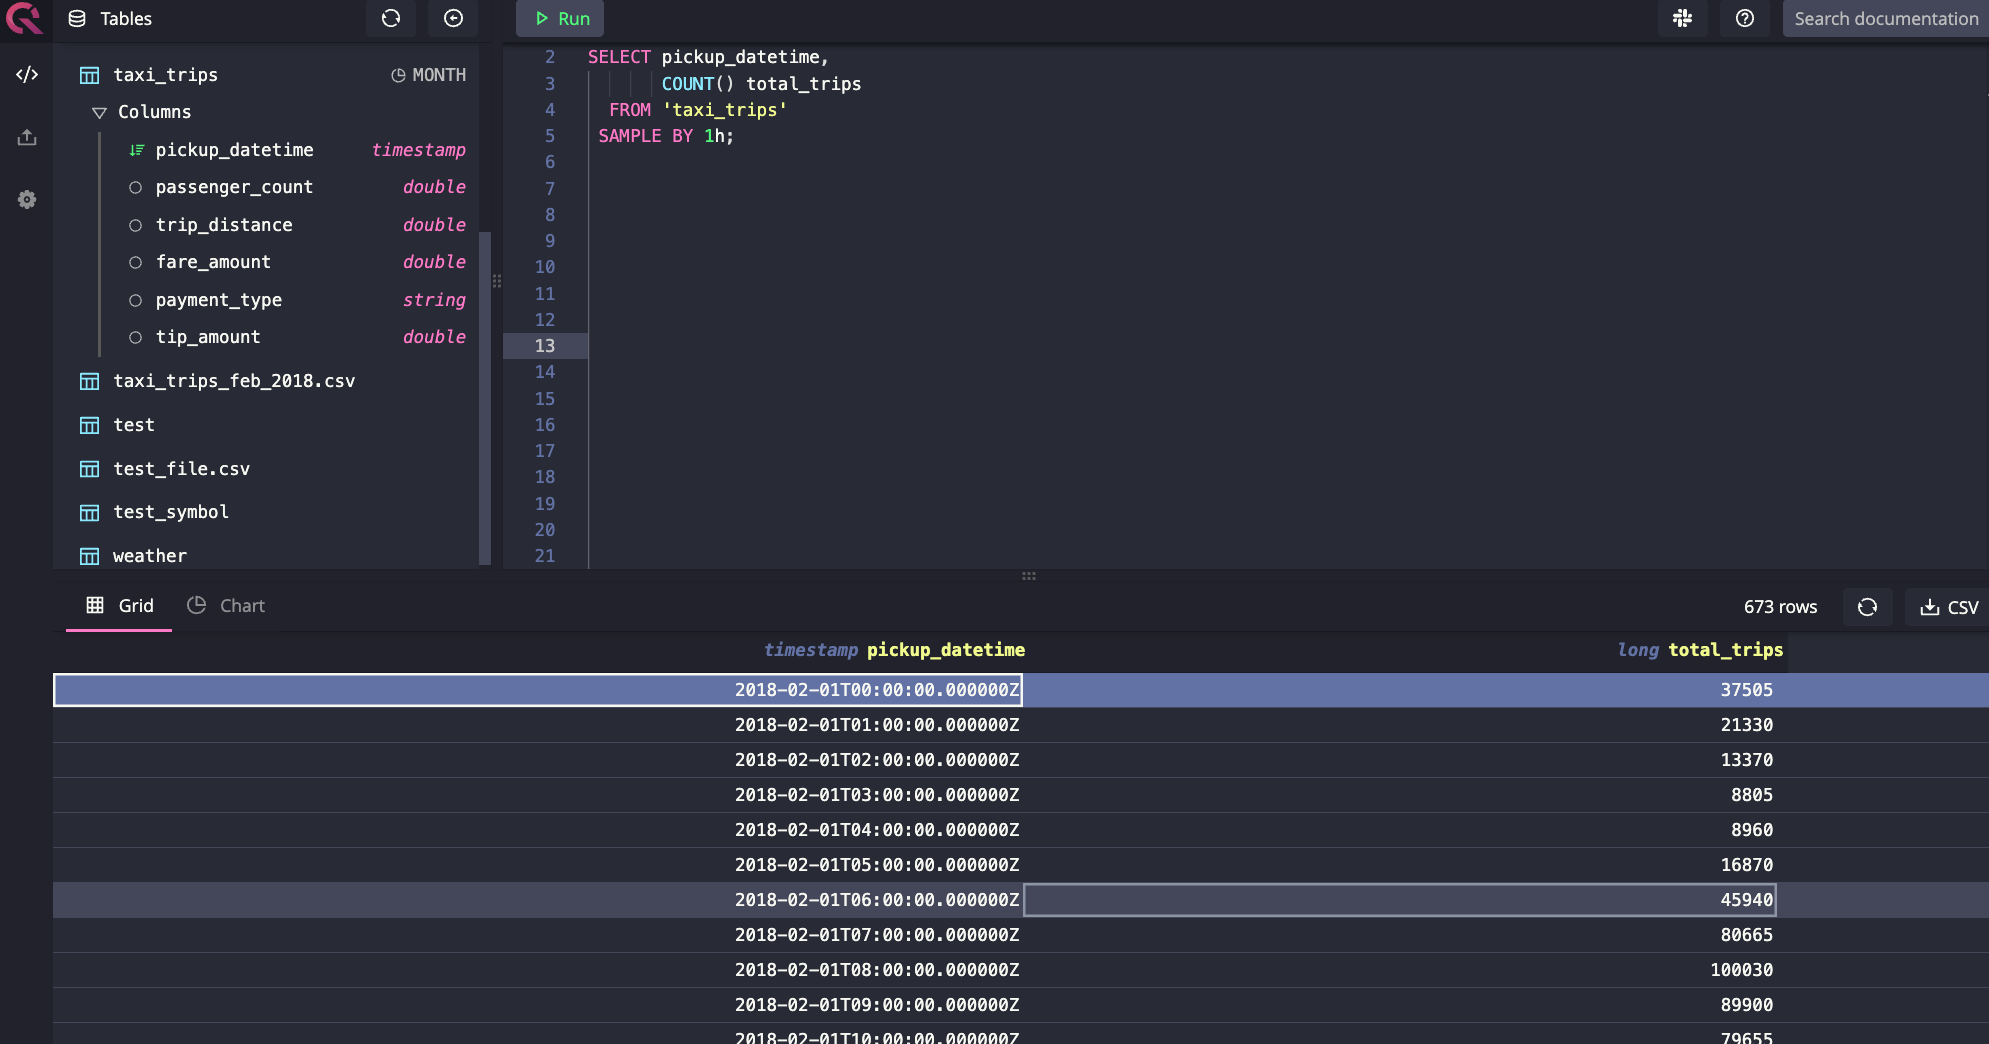 Tables
Run
Search documentation
taxi_trips MONTH
Columns
pickup_datetime timestamp
passenger_count double
trip_distance double
fare_amount double
payment_type string
tip_amount double
taxi_trips_feb_2018.csv
test
test_file.csv
test_symbol
weather
2 SELECT pickup_datetime,
3 COUNT() total_trips
4 FROM 'taxi_trips'
5 SAMPLE BY 1h;
6
7
8
9
10
11
12
13
14
15
16
17
18
19
20
21
Grid Chart 673 rows CSV
timestamp pickup_datetime long total_trips
2018-02-01T00:00:00.000000Z 37505
2018-02-01T01:00:00.000000Z 21330
2018-02-01T02:00:00.000000Z 13370
2018-02-01T03:00:00.000000Z 8805
2018-02-01T04:00:00.000000Z 8960
2018-02-01T05:00:00.000000Z 16870
2018-02-01T06:00:00.000000Z 45940
2018-02-01T07:00:00.000000Z 80665
2018-02-01T08:00:00.000000Z 100030
2018-02-01T09:00:00.000000Z 89900
2018-02-01T10:00:00.000000Z 79655